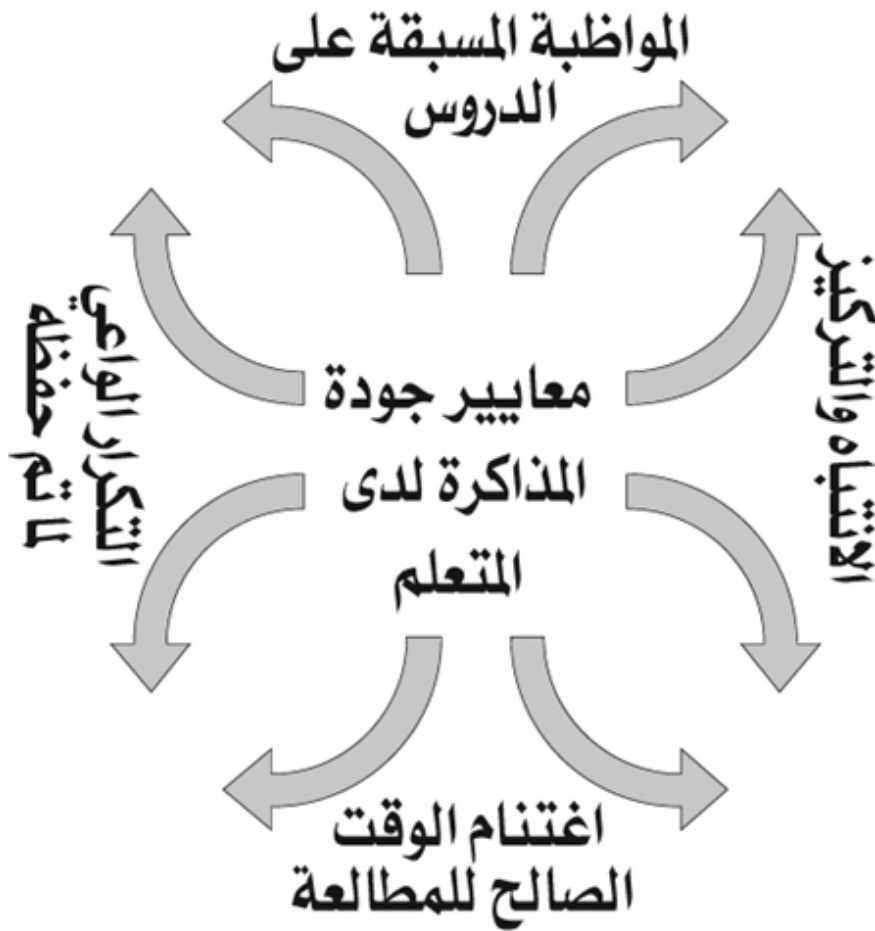 المواظبة المسبقة على
الدروس
الانتباه والتركيز
معايير جودة
المذاكرة لدى
المتعلم
التكرار الواعي
لما تم حفظه
اغتنام الوقت
الصالح للمطالعة